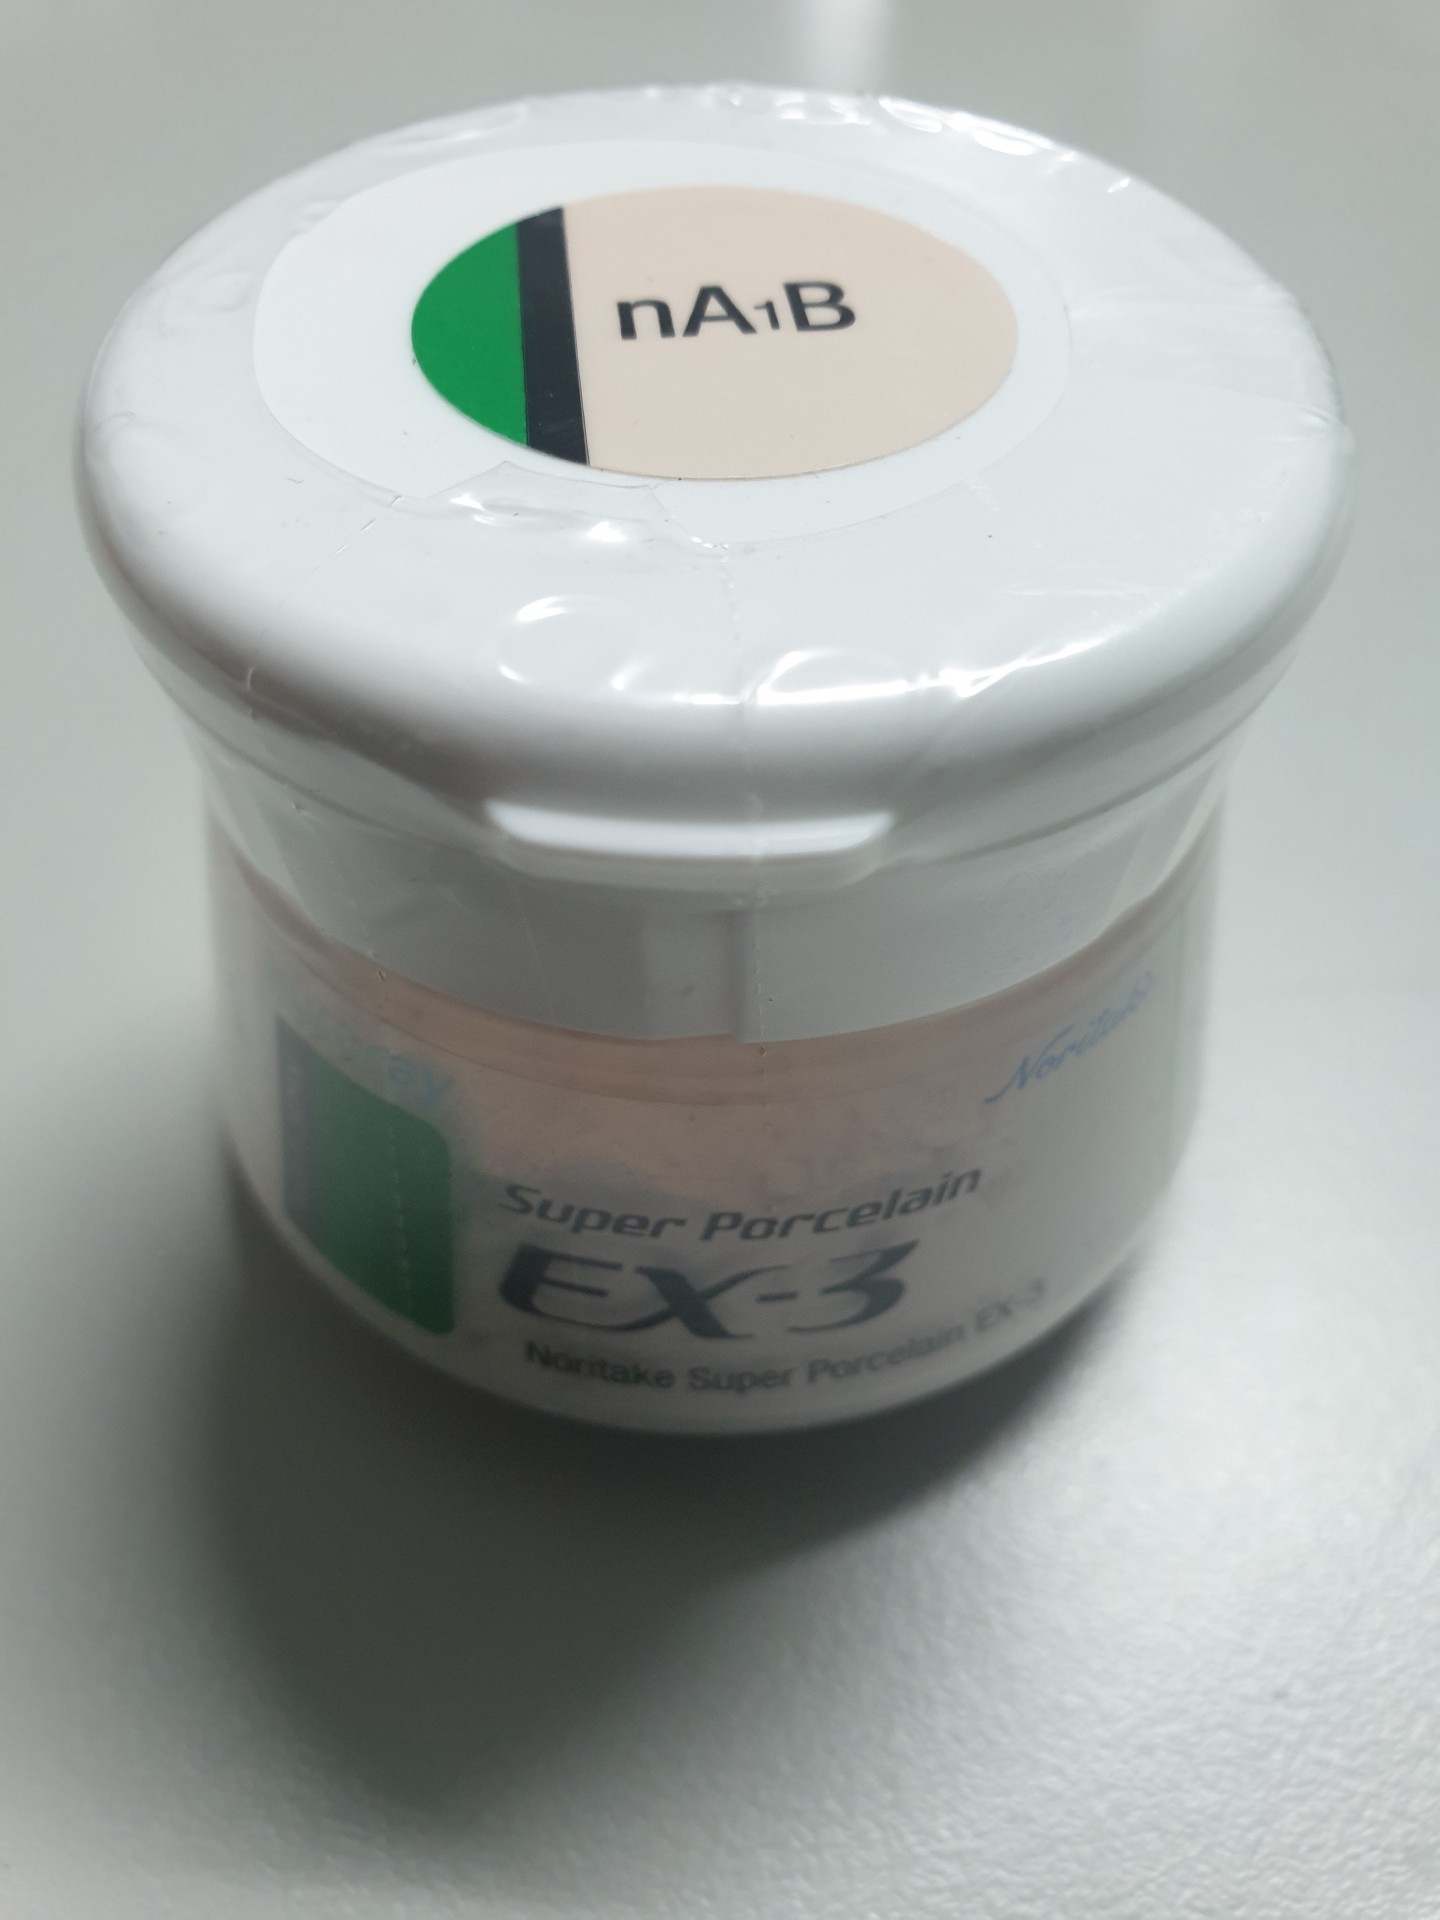 nA1B
Noritake
Super Porcelain
EX-3
Noritake Super Porcelain EX-3